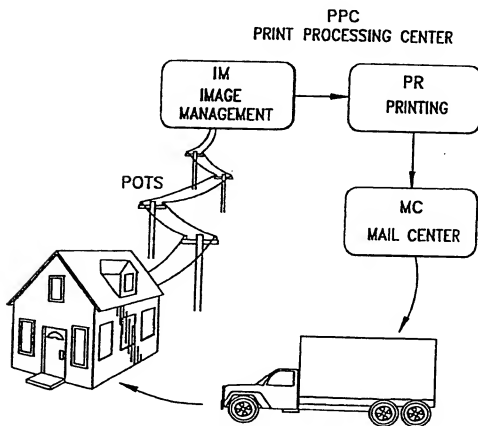 PPC
PRINT PROCESSING CENTER
IM
IMAGE
MANAGEMENT
PR
PRINTING
POTS
MC
MAIL CENTER